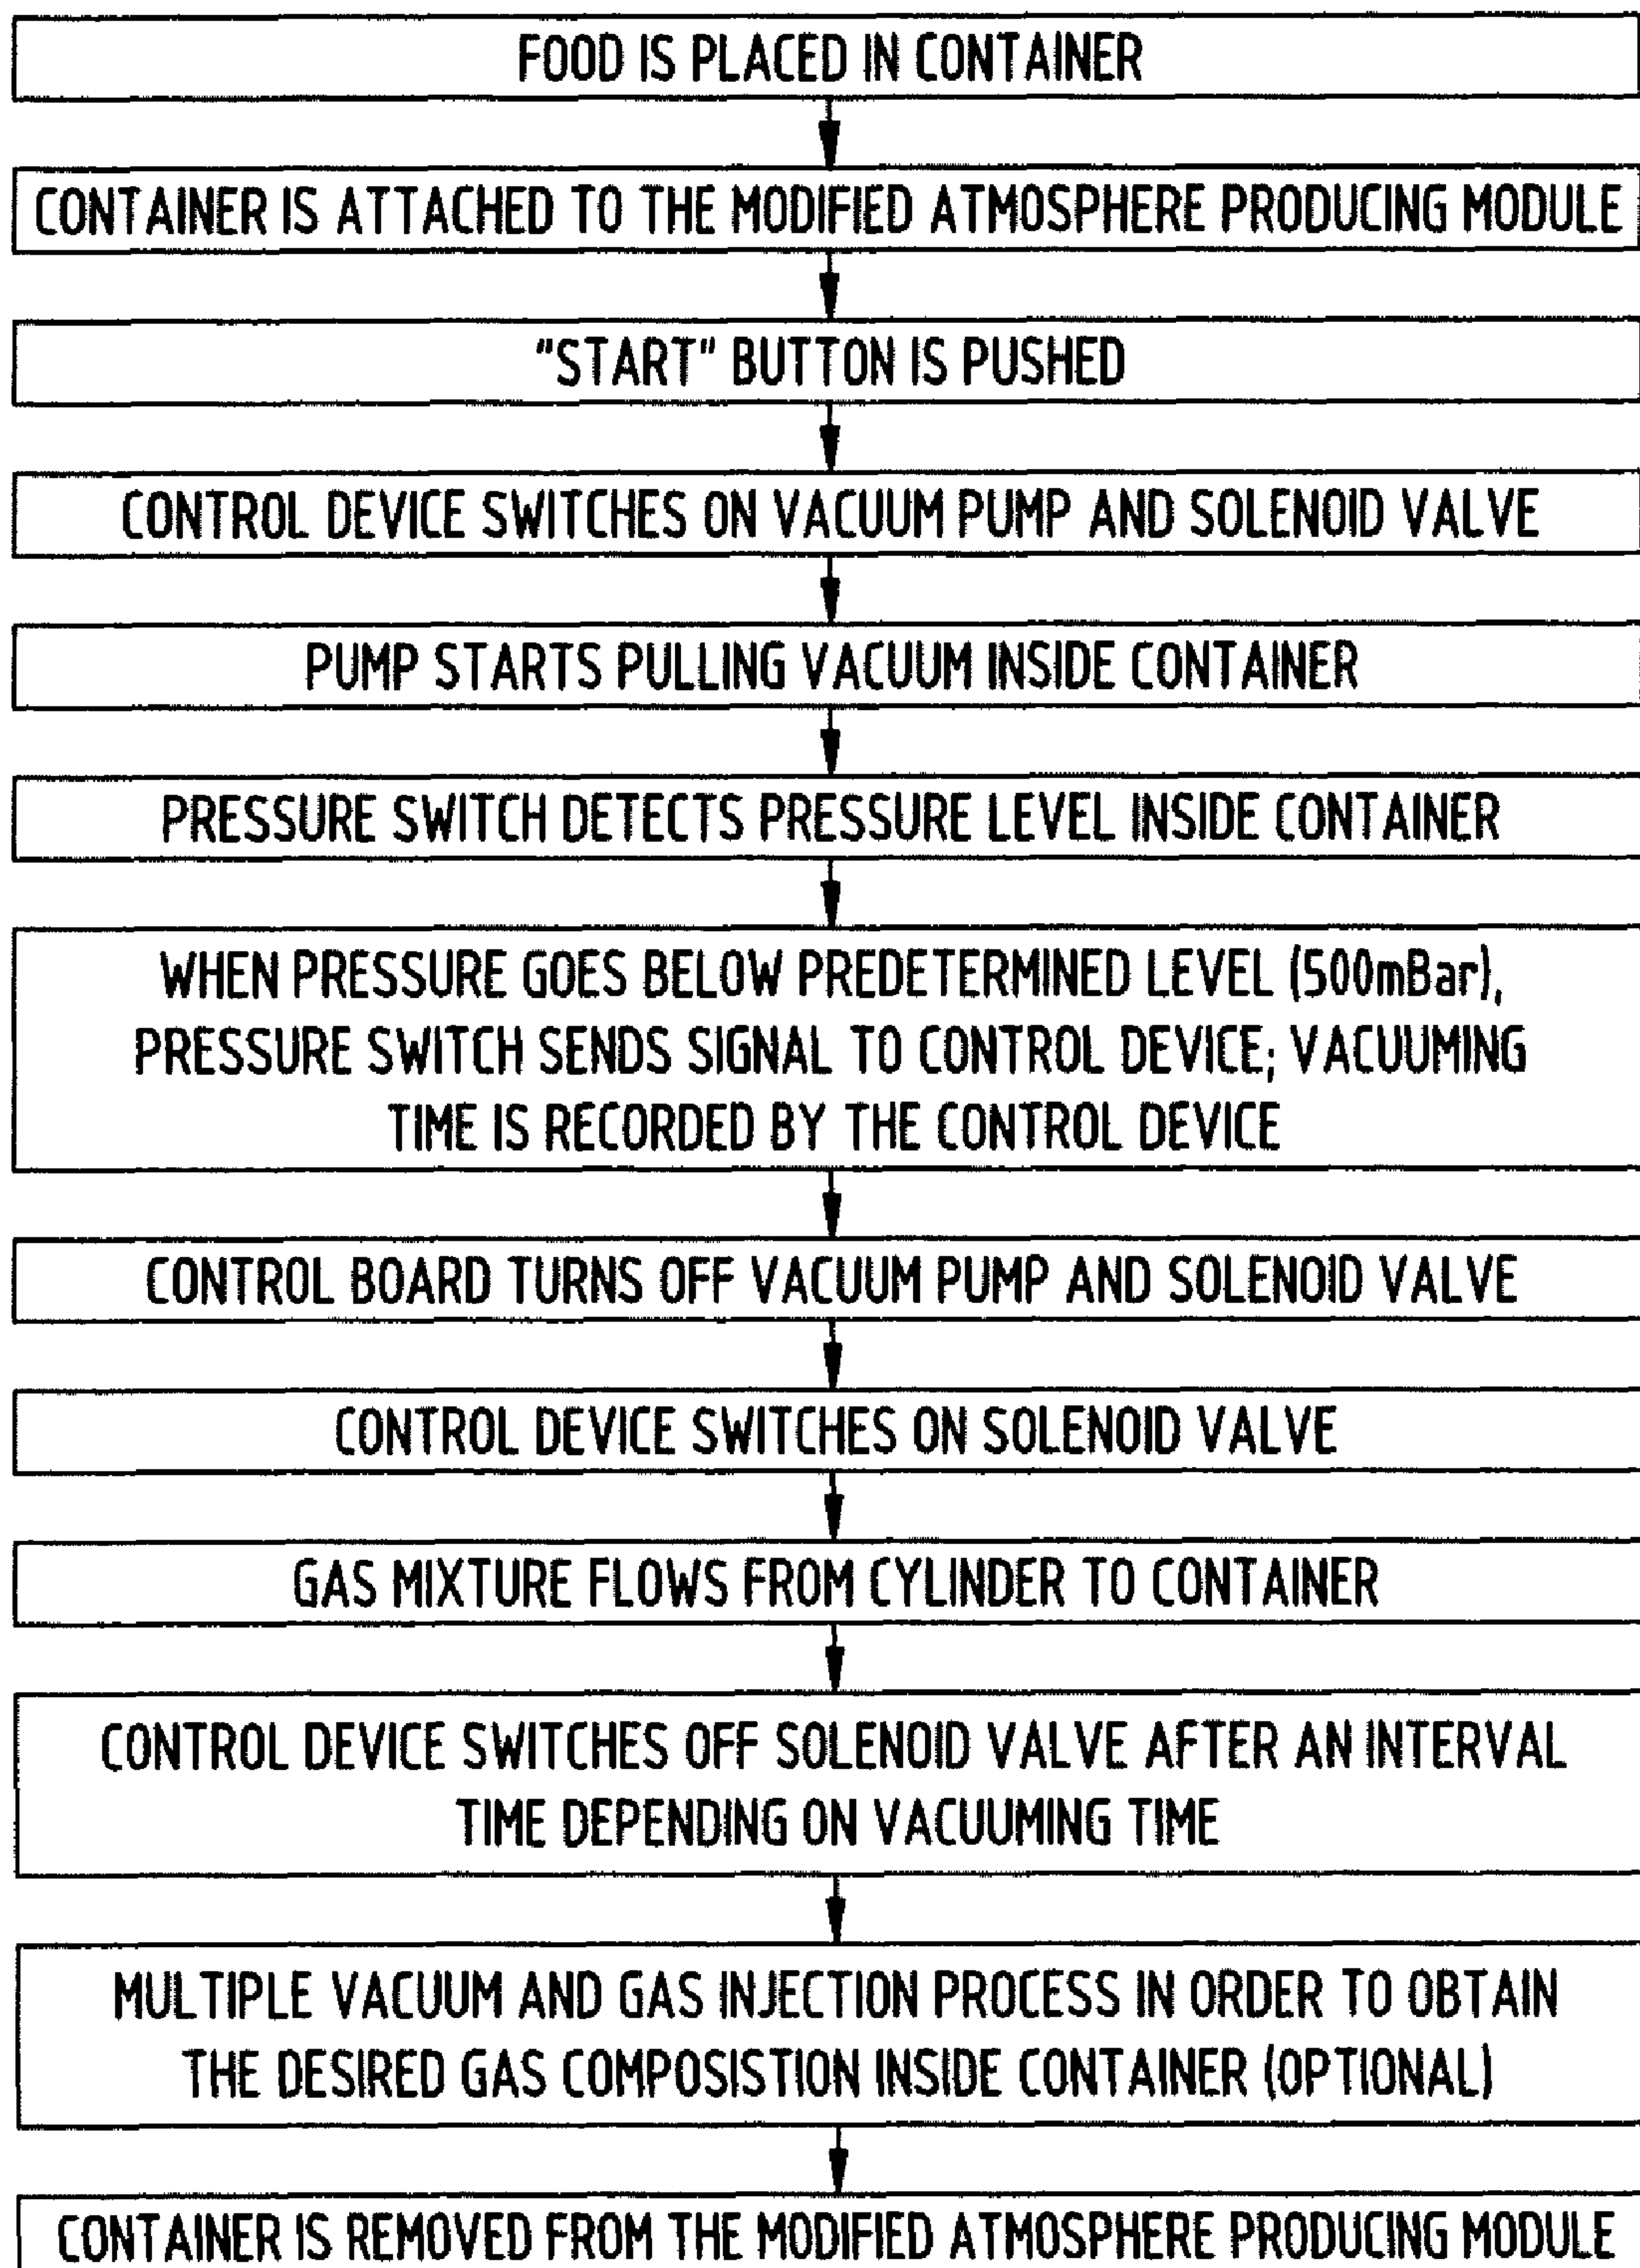 FOOD IS PLACED IN CONTAINER
CONTAINER IS ATTACHED TO THE MODIFIED ATMOSPHERE PRODUCING MODULE
"START" BUTTON IS PUSHED
CONTROL DEVICE SWITCHES ON VACUUM PUMP AND SOLENOID VALVE
PUMP STARTS PULLING VACUUM INSIDE CONTAINER
PRESSURE SWITCH DETECTS PRESSURE LEVEL INSIDE CONTAINER
WHEN PRESSURE GOES BELOW PREDETERMINED LEVEL (500mBar),
PRESSURE SWITCH SENDS SIGNAL TO CONTROL DEVICE; VACUUMING
TIME IS RECORDED BY THE CONTROL DEVICE
CONTROL BOARD TURNS OFF VACUUM PUMP AND SOLENOID VALVE
CONTROL DEVICE SWITCHES ON SOLENOID VALVE
GAS MIXTURE FLOWS FROM CYLINDER TO CONTAINER
CONTROL DEVICE SWITCHES OFF SOLENOID VALVE AFTER AN INTERVAL
TIME DEPENDING ON VACUUMING TIME
MULTIPLE VACUUM AND GAS INJECTION PROCESS IN ORDER TO OBTAIN
THE DESIRED GAS COMPOSISTION INSIDE CONTAINER (OPTIONAL)
CONTAINER IS REMOVED FROM THE MODIFIED ATMOSPHERE PRODUCING MODULE